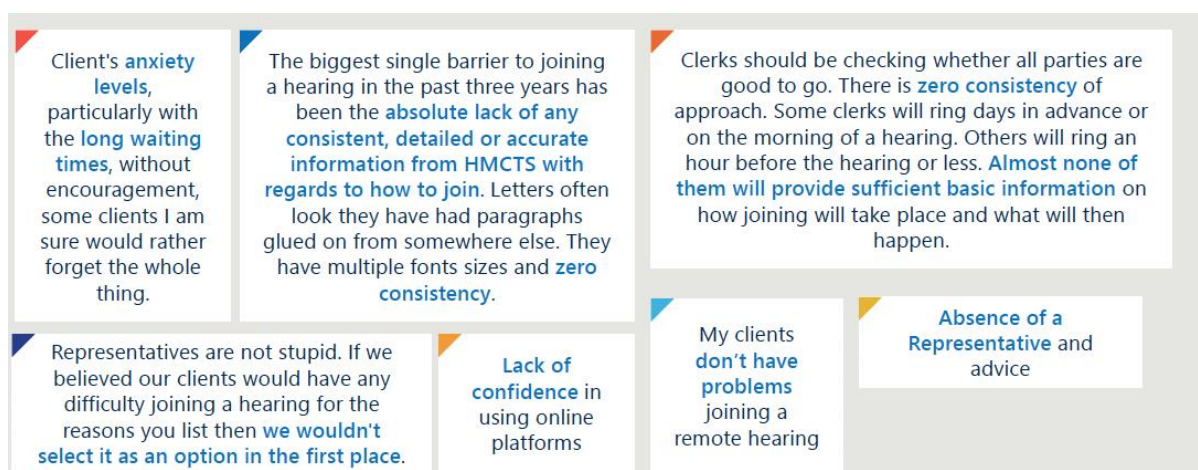 Client's anxiety
levels,
particularly with
the long waiting
times, without
encouragement,
some clients I am
sure would rather
forget the whole
thing.
The biggest single barrier to joining
a hearing in the past three years has
been the absolute lack of any
consistent, detailed or accurate
information from HMCTS with
regards to how to join. Letters often
look they have had paragraphs
glued on from somewhere else. They
have multiple fonts sizes and zero
consistency.
Clerks should be checking whether all parties are
good to go. There is zero consistency of
approach. Some clerks will ring days in advance or
on the morning of a hearing. Others will ring an
hour before the hearing or less. Almost none of
them will provide sufficient basic information on
how joining will take place and what will then
happen.
Representatives are not stupid. If we
believed our clients would have any
difficulty joining a hearing for the
reasons you list then we wouldn't
select it as an option in the first place.
Lack of
confidence in
using online
platforms
My clients
don't have
problems
joining a
remote hearing
Absence of a
Representative and
advice